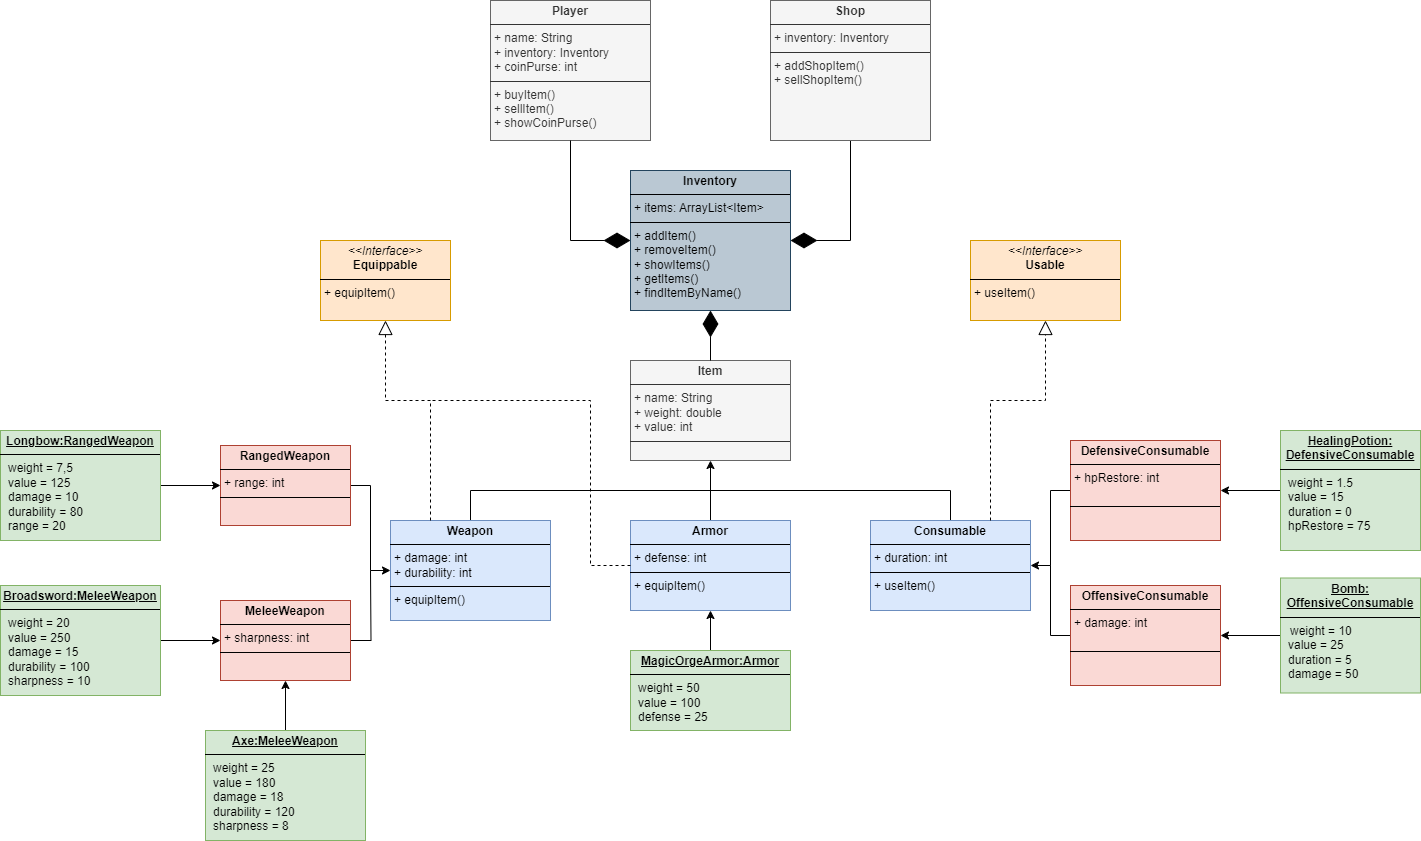 Player
+ name: String
+ inventory: Inventory
+ coinPurse: int
+ buyItem()
+ sellItem()
+ showCoinPurse()
Shop
+ inventory: Inventory
+ addShopItem()
+ sellShopItem()
Inventory
+ items: ArrayList<Item>
+ addItem()
+ removeItem()
+ showItems()
+ getItems()
+ findItemByName()
<<Interface>>
Equippable
+ equipItem()
<<Interface>>
Usable
+ useItem()
Item
+ name: String
+ weight: double
+ value: int
Longbow:RangedWeapon
weight = 7,5
value = 125
damage = 10
durability = 80
range = 20
RangedWeapon
+ range: int
Broadsword:MeleeWeapon
weight = 20
value = 250
damage = 15
durability = 100
sharpness = 10
MeleeWeapon
+ sharpness: int
Axe:MeleeWeapon
weight = 25
value = 180
damage = 18
durability = 120
sharpness = 8
Weapon
+ damage: int
+ durability: int
+ equipItem()
Armor
+ defense: int
+ equipItem()
MagicOrgeArmor:Armor
weight = 50
value = 100
defense = 25
Consumable
+ duration: int
+ useItem()
DefensiveConsumable
+ hpRestore: int
OffensiveConsumable
+ damage: int
HealingPotion:
DefensiveConsumable
weight = 1.5
value = 15
duration = 0
hpRestore = 75
Bomb:
OffensiveConsumable
weight = 10
value = 25
duration = 5
damage = 50